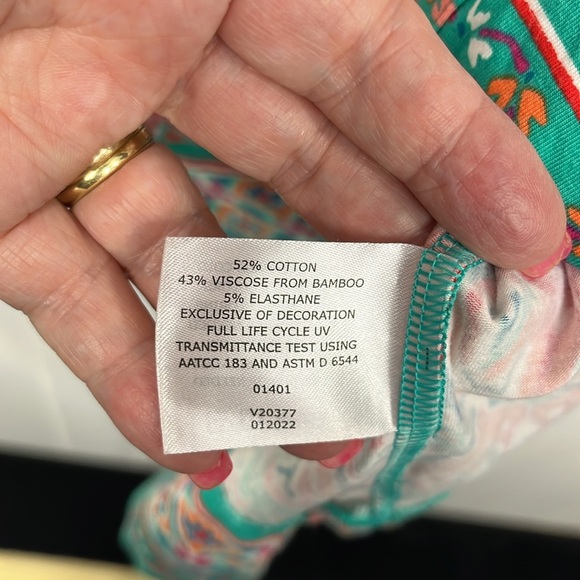 52% COTTON
43% VISCOSE FROM BAMBOO
5% ELASTHANE
EXCLUSIVE OF DECORATION
FULL LIFE CYCLE UV
TRANSMITTANCE TEST USING
AATCC 183 AND ASTM D 6544
01401
V20377
012022